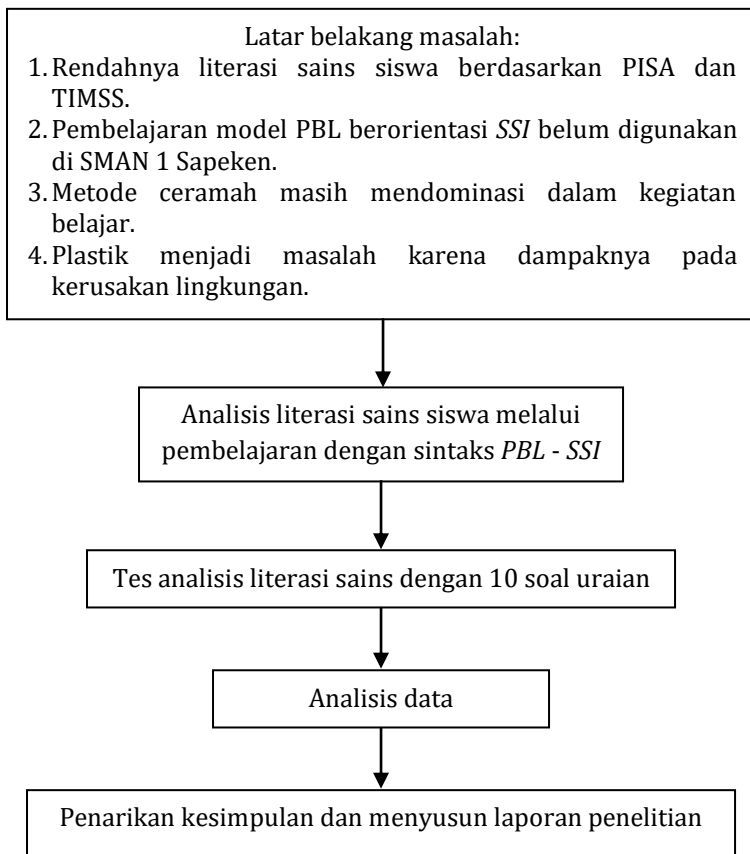 Latar belakang masalah:
1. Rendahnya literasi sains siswa berdasarkan PISA dan
TIMSS.
2. Pembelajaran model PBL berorientasi SSI belum digunakan
di SMAN 1 Sapeken.
3. Metode ceramah masih mendominasi dalam kegiatan
belajar.
4. Plastik menjadi masalah karena dampaknya pada
kerusakan lingkungan.
Analisis literasi sains siswa melalui
pembelajaran dengan sintaks PBL - SSI
Tes analisis literasi sains dengan 10 soal uraian
Analisis data
Penarikan kesimpulan dan menyusun laporan penelitian